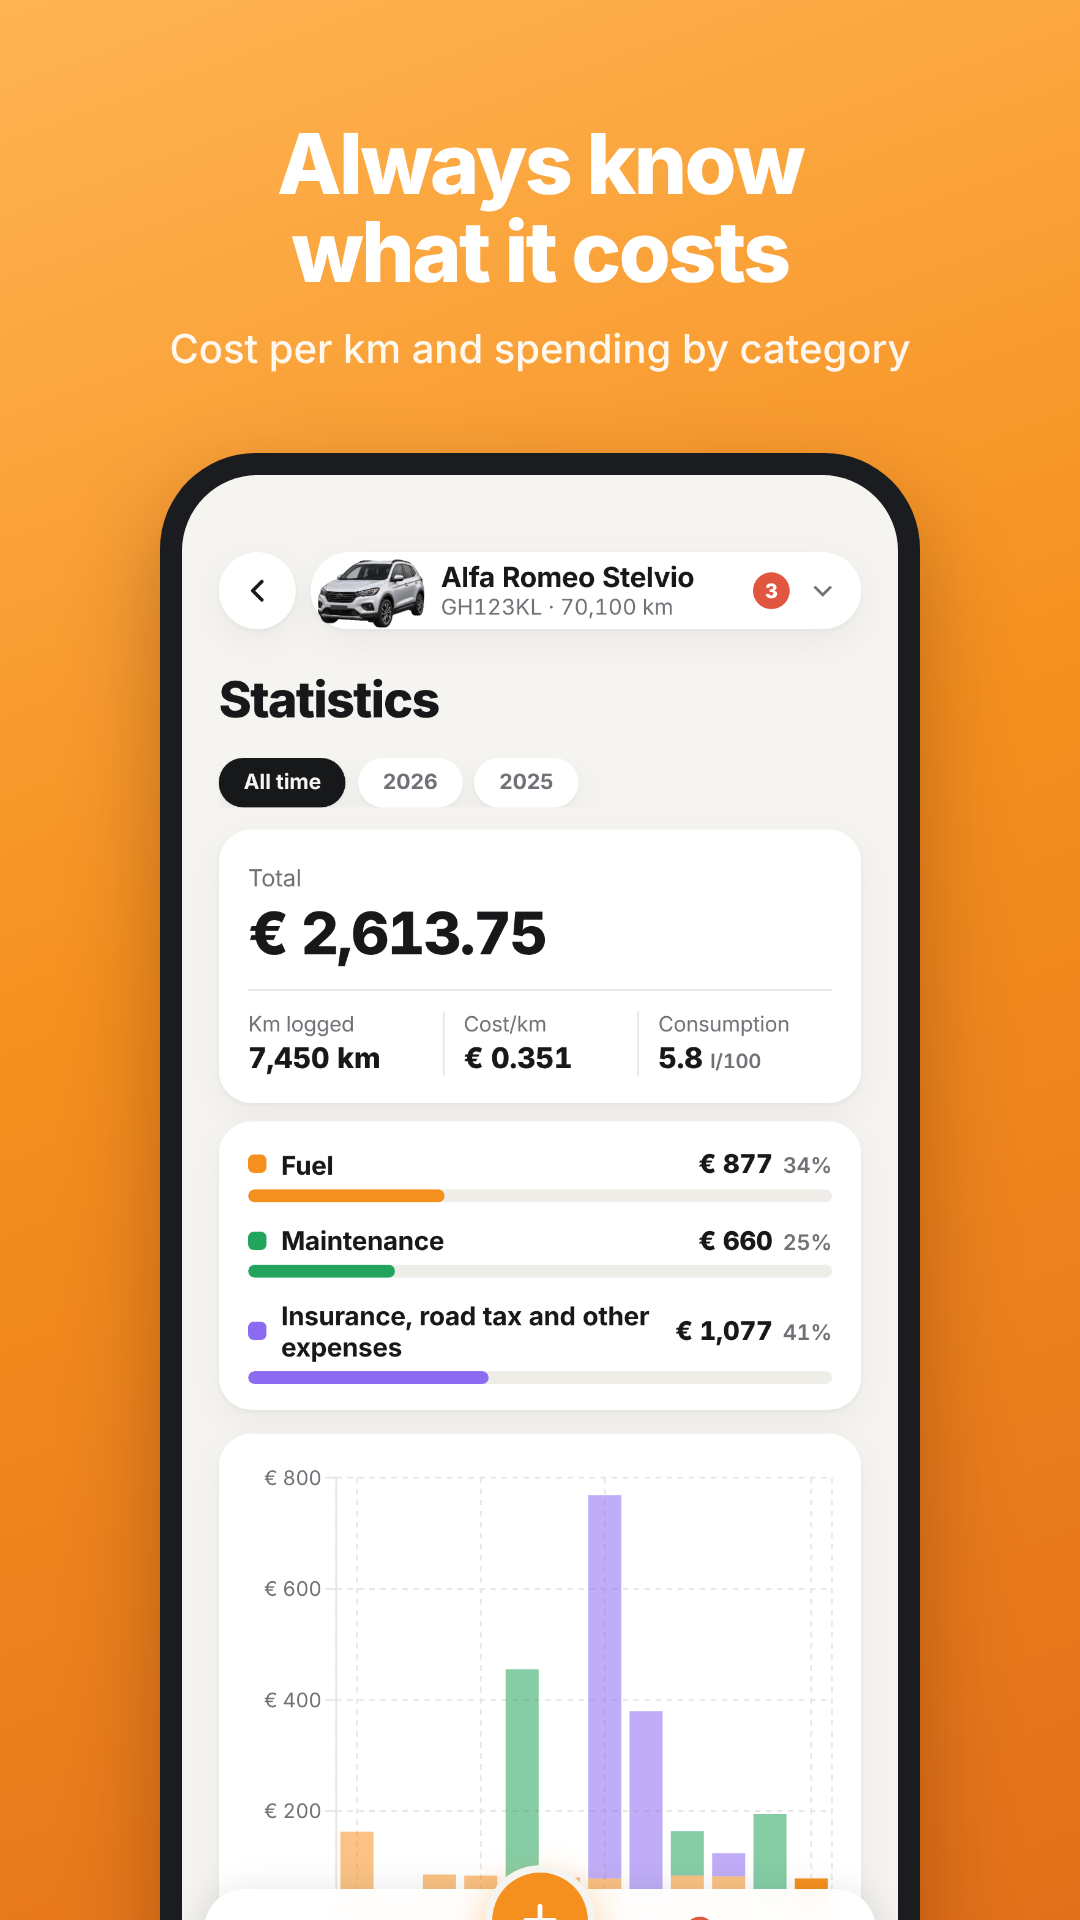 Always know
what it costs
Cost per km and spending by category
Alfa Romeo Stelvio
GH123KL · 70,100 km
3
Statistics
All time
2026
2025
Total
€ 2,613.75
Km logged
Cost/km
Consumption
7,450 km
€ 0.351
5.8 l/100
Fuel
€ 877 34%
Maintenance
€ 660 25%
Insurance, road tax and other
expenses
€ 1,077 41%
€ 800
€ 600
€ 400
€ 200